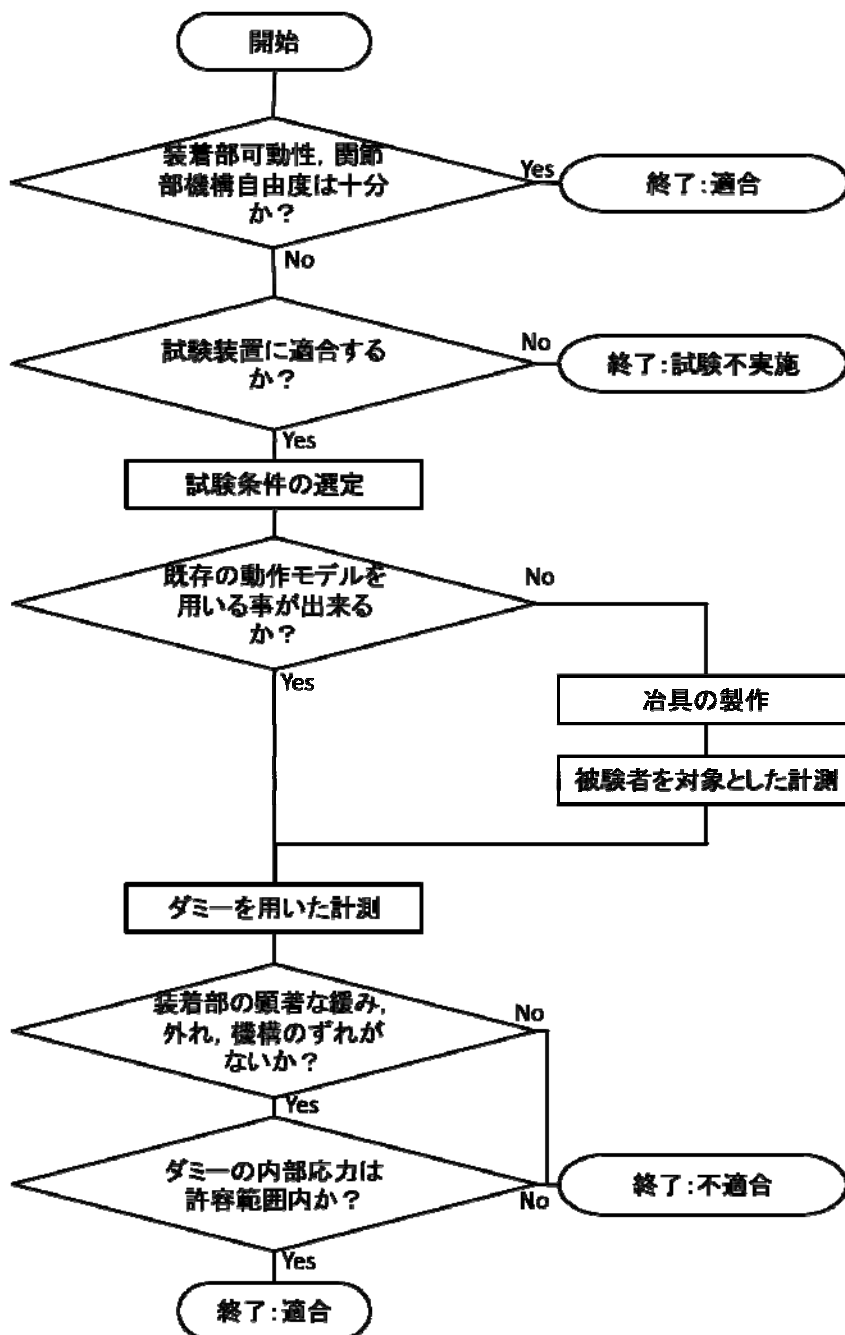 開始
装着部可動性，関節
部機構自由度は十分
か？
Yes
終了：適合
No
試験装置に適合する
か？
No
終了：試験不実施
Yes
試験条件の選定
既存の動作モデルを
用いる事が出来る
か？
No
Yes
冶具の製作
被験者を対象とした計測
ダミーを用いた計測
装着部の顕著な緩み，
外れ，機構のずれが
ないか？
No
Yes
ダミーの内部応力は
許容範囲内か？
No
終了：不適合
Yes
終了：適合